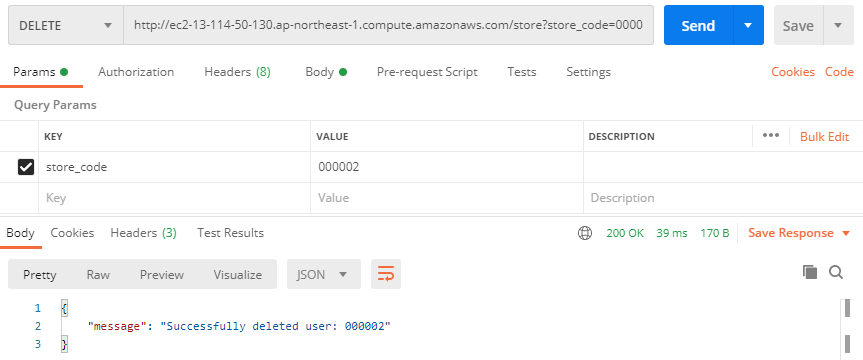 DELETE http://ec2-13-114-50-130.ap-northeast-1.compute.amazonaws.com/store?store_code=0000 Send Save
Params Authorization Headers (8) Body Pre-request Script Tests Settings Cookies Code
Query Params
KEY VALUE DESCRIPTION ••• Bulk Edit
store_code 000002
Key Value Description
Body Cookies Headers (3) Test Results 200 OK 39 ms 170 B Save Response
Pretty Raw Preview Visualize JSON
1 {
2 "message": "Successfully deleted user: 000002"
3 }